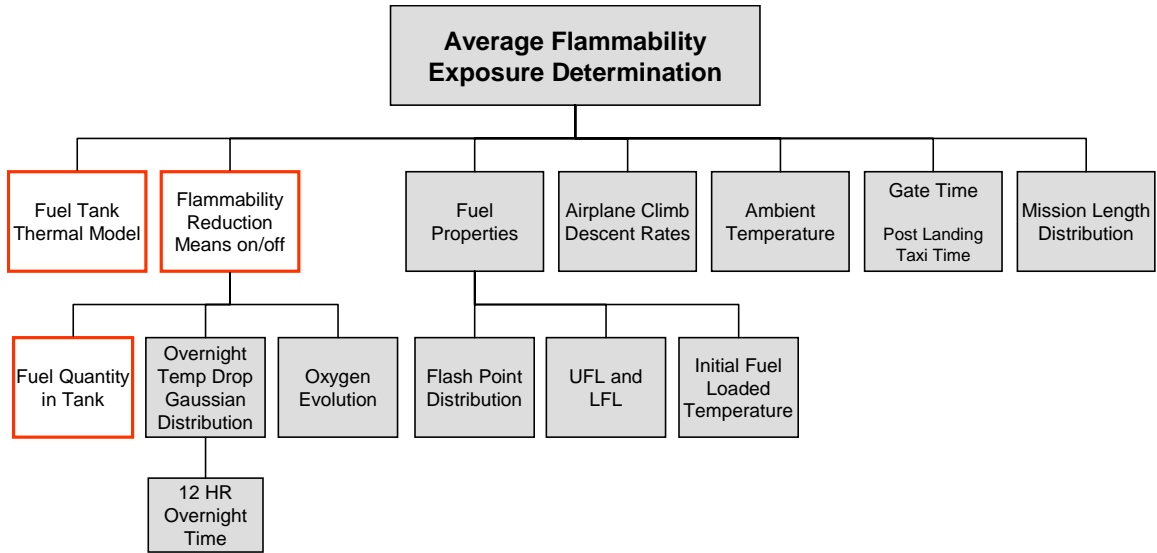 Average Flammability
Exposure Determination
Fuel Tank
Thermal Model
Flammability
Reduction
Means on/off
Fuel
Properties
Airplane Climb
Descent Rates
Ambient
Temperature
Gate Time
Post Landing
Taxi Time
Mission Length
Distribution
Fuel Quantity
in Tank
Overnight
Temp Drop
Gaussian
Distribution
Oxygen
Evolution
Flash Point
Distribution
UFL and
LFL
Initial Fuel
Loaded
Temperature
12 HR
Overnight
Time